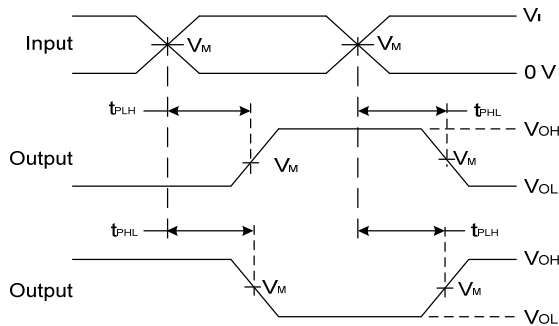 VI
Input VM VM
0 V
tPLH tPHL
VOH
Output VM VM
VOL
tPHL tPLH
VOH
Output VM VM
VOL